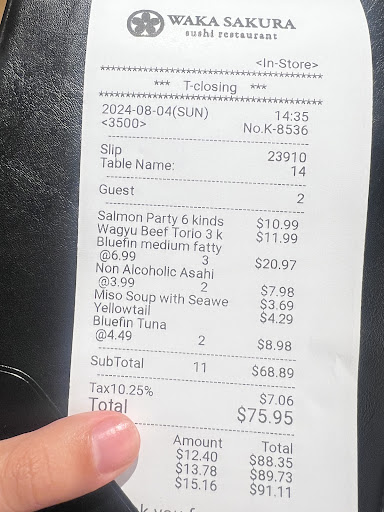 WAKA SAKURA
sushi restaurant
<In-Store>
********************************
*** T-closing ***
********************************
2024-08-04(SUN) 14:35
<3500> No.K-8536
Slip 23910
Table Name: 14
Guest 2
Salmon Party 6 kinds $10.99
Wagyu Beef Torio 3 k $11.99
Bluefin medium fatty
@6.99 3 $20.97
Non Alcoholic Asahi
@3.99 2 $7.98
Miso Soup with Seawe $3.69
Yellowtail $4.29
Bluefin Tuna
@4.49 2 $8.98
SubTotal 11 $68.89
Tax10.25% $7.06
Total $75.95
Amount Total
$12.40 $88.35
$13.78 $89.73
$15.16 $91.11